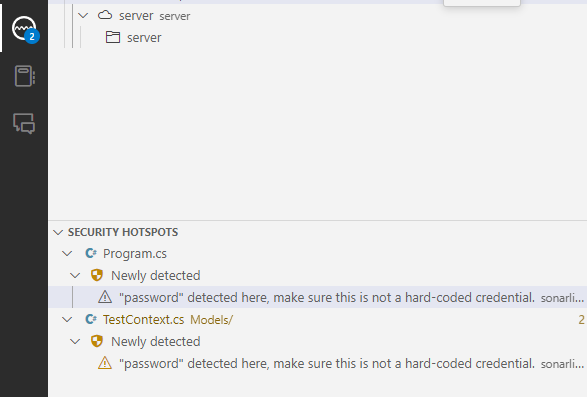 server server
server
2
SECURITY HOTSPOTS
C# Program.cs
Newly detected
"password" detected here, make sure this is not a hard-coded credential. sonarli...
C# TestContext.cs Models/ 2
Newly detected
"password" detected here, make sure this is not a hard-coded credential. sonarli...